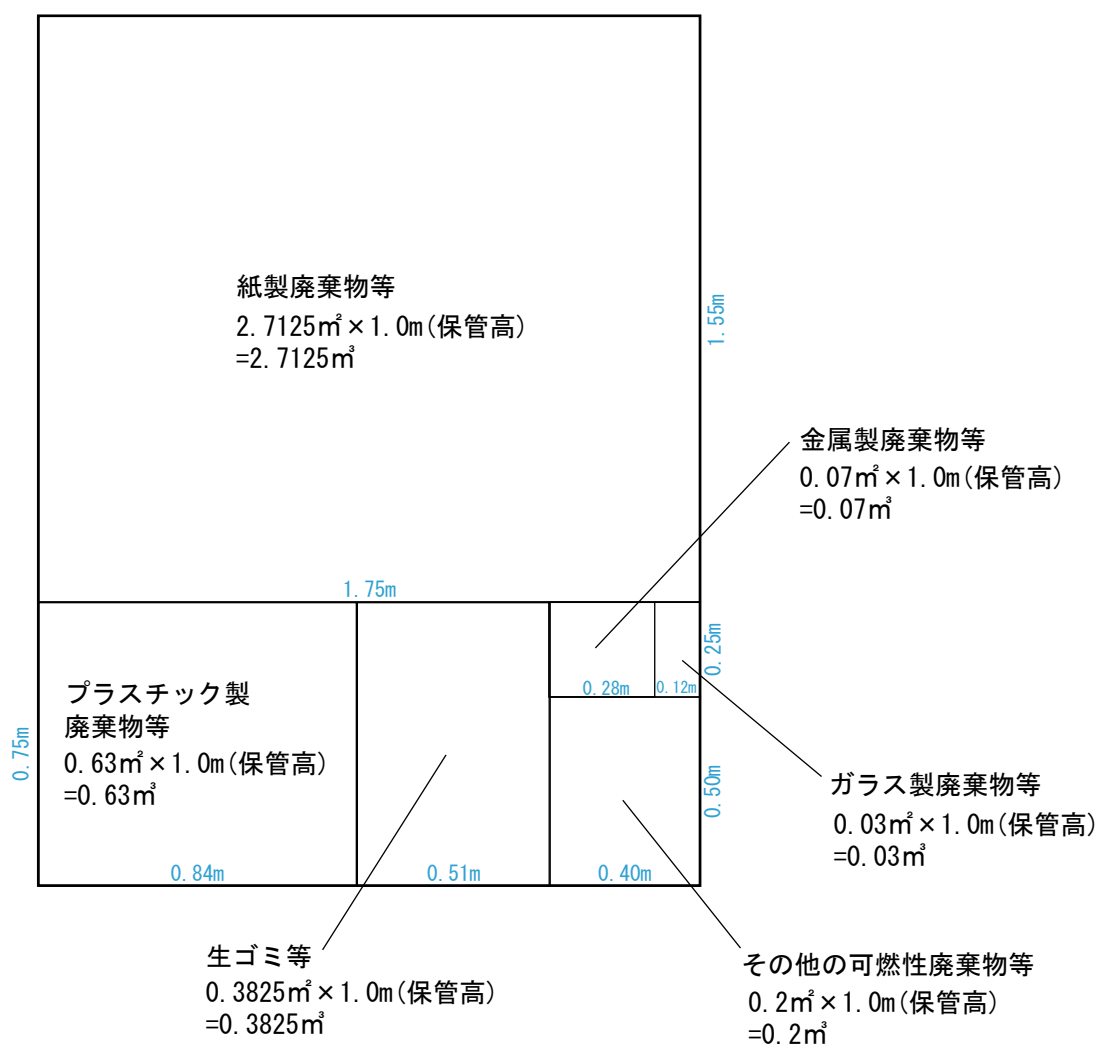 紙製廃棄物等
2.7125㎡×1.0m(保管高)
=2.7125㎥
1.55m
金属製廃棄物等
0.07㎡×1.0m(保管高)
=0.07㎥
1.75m
0.25m
0.28m
0.12m
プラスチック製
廃棄物等
0.63㎡×1.0m(保管高)
=0.63㎥
0.75m
0.50m
ガラス製廃棄物等
0.03㎡×1.0m(保管高)
=0.03㎥
0.84m
0.51m
0.40m
生ゴミ等
0.3825㎡×1.0m(保管高)
=0.3825㎥
その他の可燃性廃棄物等
0.2㎡×1.0m(保管高)
=0.2㎥